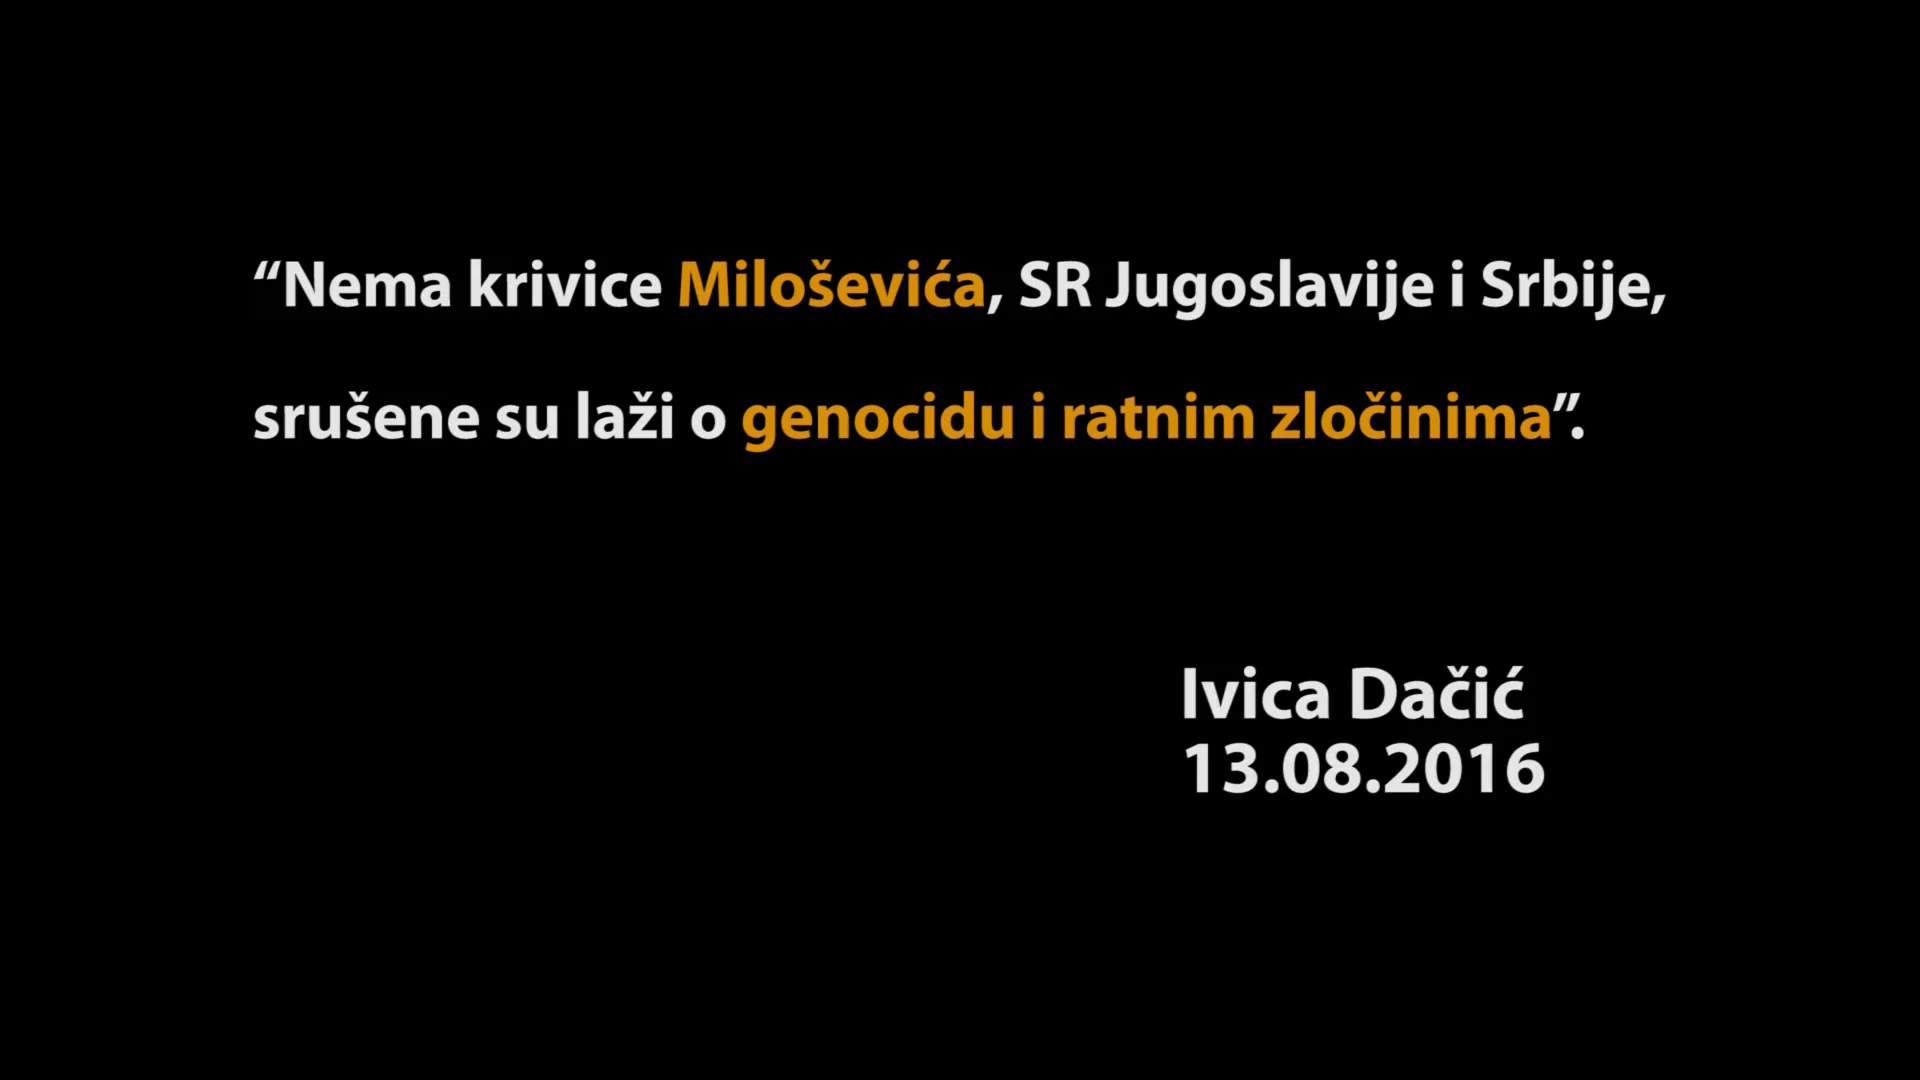 “Nema krivice Miloševića, SR Jugoslavije i Srbije,
srušene su laži o genocidu i ratnim zločinima”.
Ivica Dačić
13.08.2016